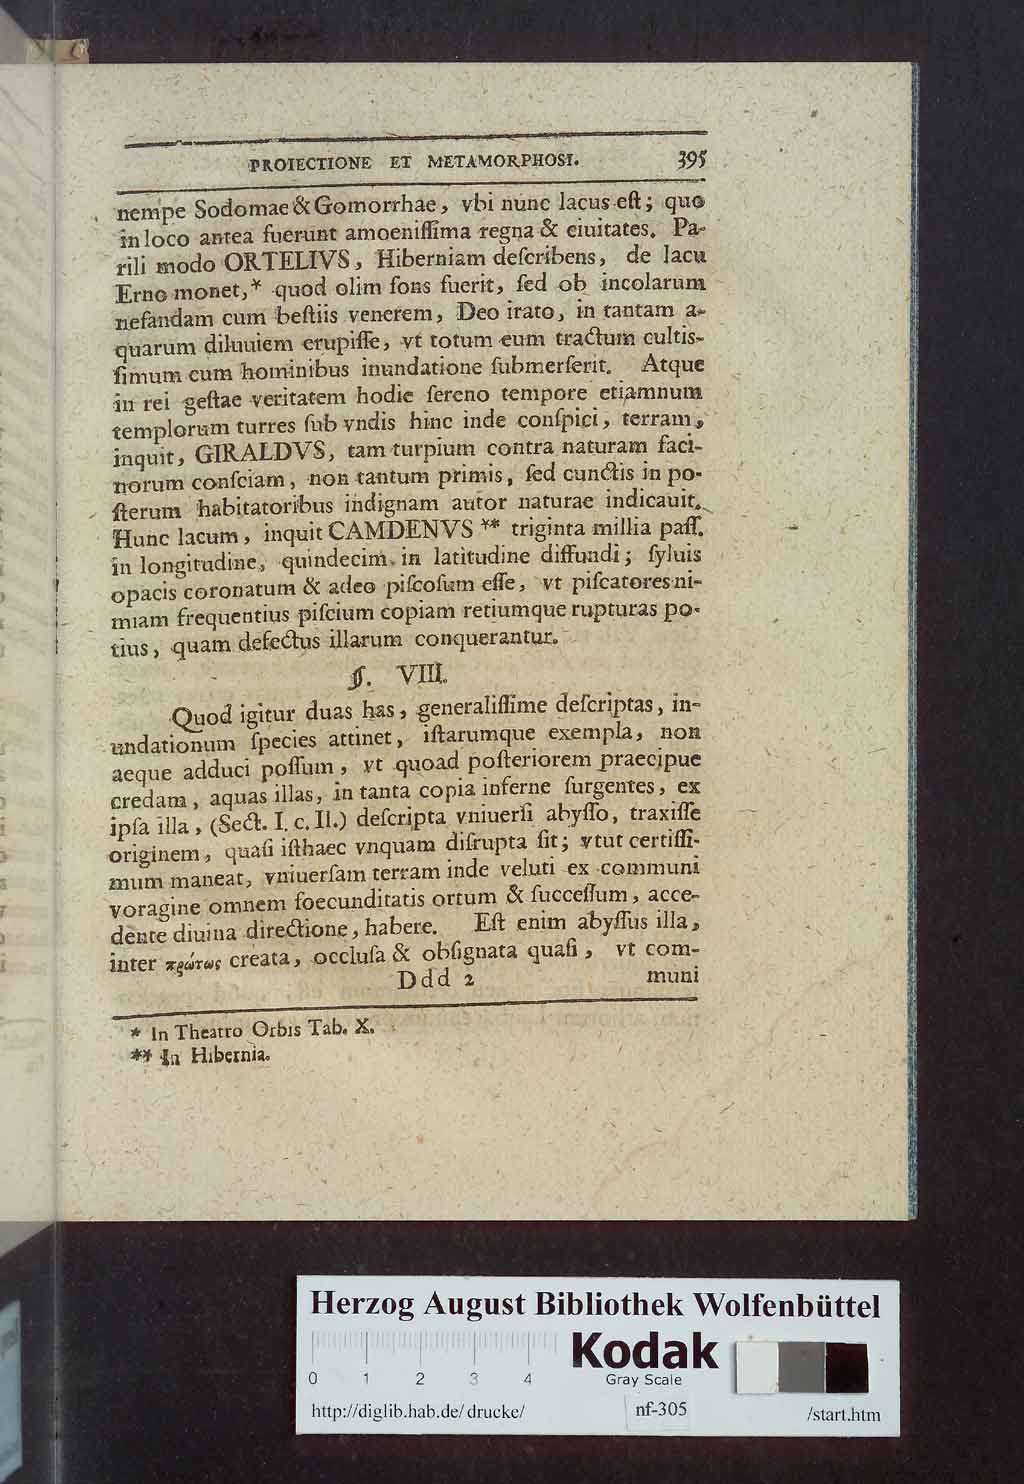 PROIECTIONE ET METAMORPHOSI. 395
nempe Sodomae & Gomorrhae, vbi nunc lacus eſt; quo
in loco antea fuerunt amoeniſſima regna & ciuitates. Pa-
rili modo ORTELIVS, Hiberniam deſcribens, de lacu
Erno monet,* quod olim fons fuerit, ſed ob incolarum
nefandam cum beſtiis venerem, Deo irato, in tantam a-
quarum diluuiem erupiſſe, vt totum eum tractum cultis-
ſimum cum hominibus inundatione ſubmerſerit. Atque
in rei geſtae veritatem hodie ſereno tempore etiamnum
templorum turres ſub vndis hinc inde conſpici, terram,
inquit, GIRALDVS, tam turpium contra naturam faci-
norum conſciam, non tantum primis, ſed cunctis in po-
ſterum habitatoribus indignam autor naturae indicauit.
Hunc lacum, inquit CAMDENVS ** triginta millia paſſ.
in longitudine, quindecim in latitudine diffundi; ſyluis
opacis coronatum & adeo piſcoſum eſſe, vt piſcatores ni-
miam frequentius piſcium copiam retiumque rupturas po-
tius, quam defectus illarum conquerantur.
§. VIII.
Quod igitur duas has, generaliſſime deſcriptas, in-
undationum ſpecies attinet, iſtarumque exempla, non
aeque adduci poſſum, vt quoad poſteriorem praecipue
credam, aquas illas, in tanta copia inferne ſurgentes, ex
ipſa illa, (Sect. I. c. II.) deſcripta vniuerſi abyſſo, traxiſſe
originem, quaſi iſthaec vnquam diſrupta ſit; vtut certiſſi-
mum maneat, vniuerſam terram inde veluti ex communi
voragine omnem foecunditatis ortum & ſucceſſum, acce-
dente diuina directione, habere. Eſt enim abyſſus illa,
inter πρώτως creata, occluſa & obſignata quaſi, vt com-
Ddd 2 muni
* In Theatro Orbis Tab. X.
** In Hibernia.
Herzog August Bibliothek Wolfenbüttel
Kodak
Gray Scale
0 1 2 3 4
http://diglib.hab.de/drucke/ nf-305 /start.htm